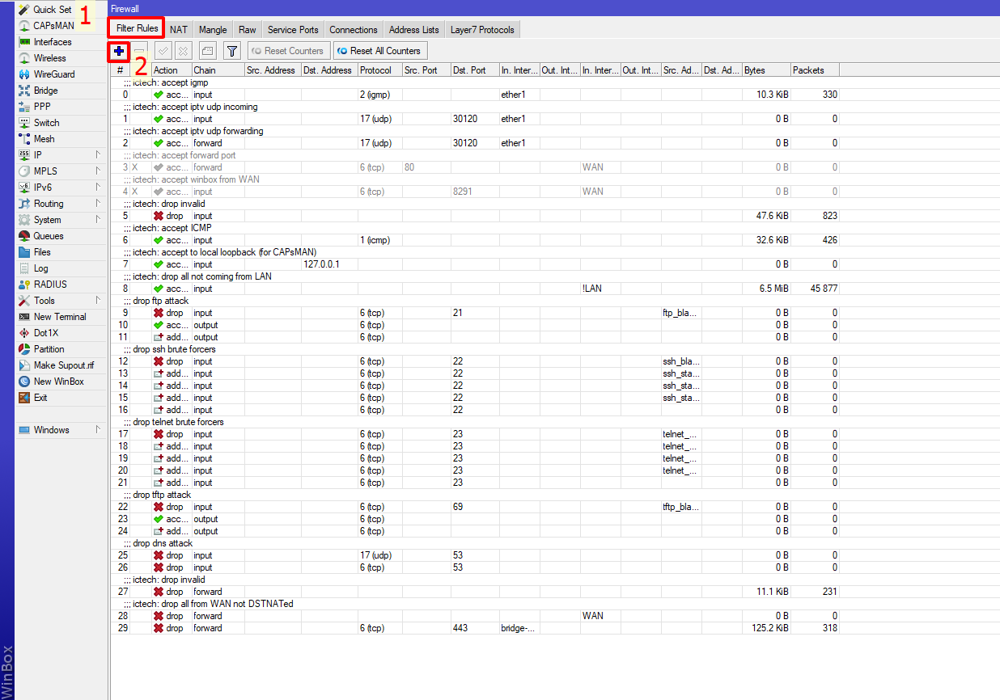 Quick Set
CAPsMAN
Interfaces
Wireless
WireGuard
Bridge
PPP
Switch
Mesh
IP
MPLS
IPv6
Routing
System
Queues
Files
Log
RADIUS
Tools
New Terminal
Dot1X
Partition
Make Supout.rif
New WinBox
Exit
Windows
WinBox
1
Firewall
Filter Rules NAT Mangle Raw Service Ports Connections Address Lists Layer7 Protocols
2
Reset Counters Reset All Counters
# Action Chain Src. Address Dst. Address Protocol Src. Port Dst. Port In. Inter... Out. Int... In. Inter... Out. Int... Src. Ad... Dst. Ad... Bytes Packets
;;; ictech: accept igmp
0 acc... input 2 (igmp) ether1 10.3 KiB 330
;;; ictech: accept iptv udp incoming
1 acc... input 17 (udp) 30120 ether1 0 B 0
;;; ictech: accept iptv udp forwarding
2 acc... forward 17 (udp) 30120 ether1 0 B 0
;;; ictech: accept forward port
3 X acc... forward 6 (tcp) 80 WAN 0 B 0
;;; ictech: accept winbox from WAN
4 X acc... input 6 (tcp) 8291 WAN 0 B 0
;;; ictech: drop invalid
5 drop input 47.6 KiB 823
;;; ictech: accept ICMP
6 acc... input 1 (icmp) 32.6 KiB 426
;;; ictech: accept to local loopback (for CAPsMAN)
7 acc... input 127.0.0.1 0 B 0
;;; ictech: drop all not coming from LAN
8 acc... input !LAN 6.5 MiB 45 877
;;; drop ftp attack
9 drop input 6 (tcp) 21 ftp_bla... 0 B 0
10 acc... output 6 (tcp) 0 B 0
11 add... output 6 (tcp) 0 B 0
;;; drop ssh brute forcers
12 drop input 6 (tcp) 22 ssh_bla... 0 B 0
13 add... input 6 (tcp) 22 ssh_sta... 0 B 0
14 add... input 6 (tcp) 22 ssh_sta... 0 B 0
15 add... input 6 (tcp) 22 ssh_sta... 0 B 0
16 add... input 6 (tcp) 22 0 B 0
;;; drop telnet brute forcers
17 drop input 6 (tcp) 23 telnet_... 0 B 0
18 add... input 6 (tcp) 23 telnet_... 0 B 0
19 add... input 6 (tcp) 23 telnet_... 0 B 0
20 add... input 6 (tcp) 23 telnet_... 0 B 0
21 add... input 6 (tcp) 23 0 B 0
;;; drop tftp attack
22 drop input 6 (tcp) 69 tftp_bla... 0 B 0
23 acc... output 6 (tcp) 0 B 0
24 add... output 6 (tcp) 0 B 0
;;; drop dns attack
25 drop input 17 (udp) 53 0 B 0
26 drop input 6 (tcp) 53 0 B 0
;;; ictech: drop invalid
27 drop forward 11.1 KiB 231
;;; ictech: drop all from WAN not DSTNATed
28 drop forward WAN 0 B 0
29 drop forward 6 (tcp) 443 bridge-... 125.2 KiB 318